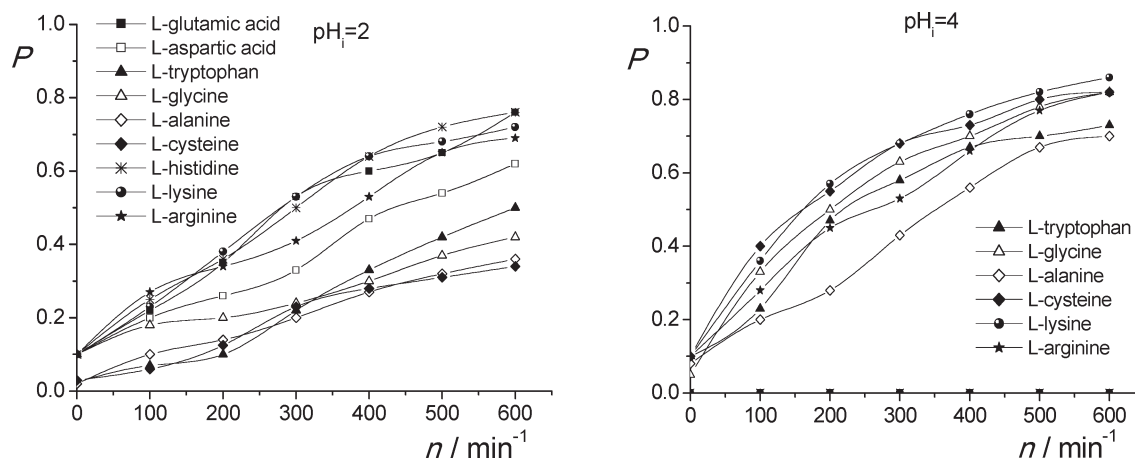 1.0
P
0.8
0.6
0.4
0.2
0.0
pHi=2
L-glutamic acid
L-aspartic acid
L-tryptophan
L-glycine
L-alanine
L-cysteine
L-histidine
L-lysine
L-arginine
0 100 200 300 400 500 600
n / min-1
1.0
P
0.8
0.6
0.4
0.2
0.0
pHi=4
L-tryptophan
L-glycine
L-alanine
L-cysteine
L-lysine
L-arginine
0 100 200 300 400 500 600
n / min-1